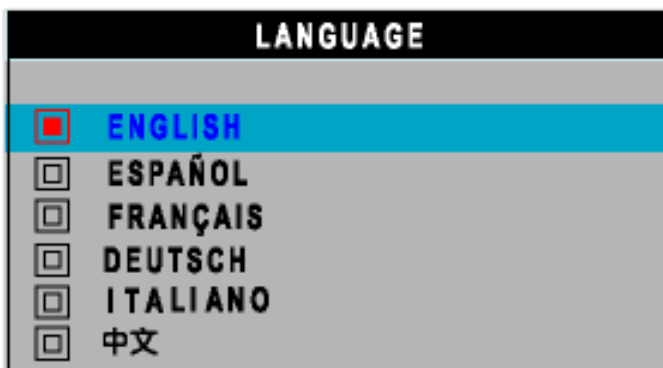 LANGUAGE
ENGLISH
ESPAÑOL
FRANÇAIS
DEUTSCH
ITALIANO
中文